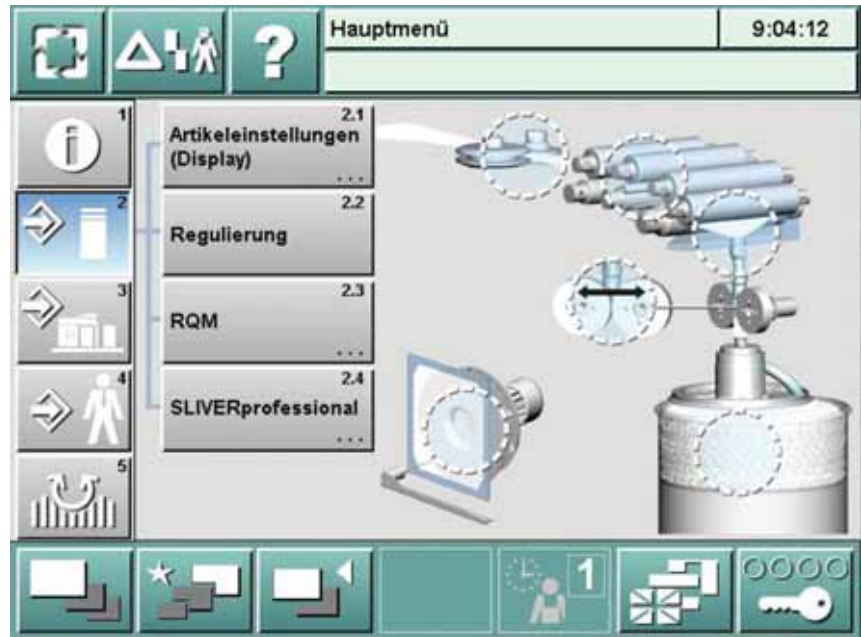 ?
Hauptmenü
9:04:12
1
i
2.1
Artikeleinstellungen
(Display)
...
2
2.2
Regulierung
3
2.3
RQM
...
4
2.4
SLIVERprofessional
...
5
1